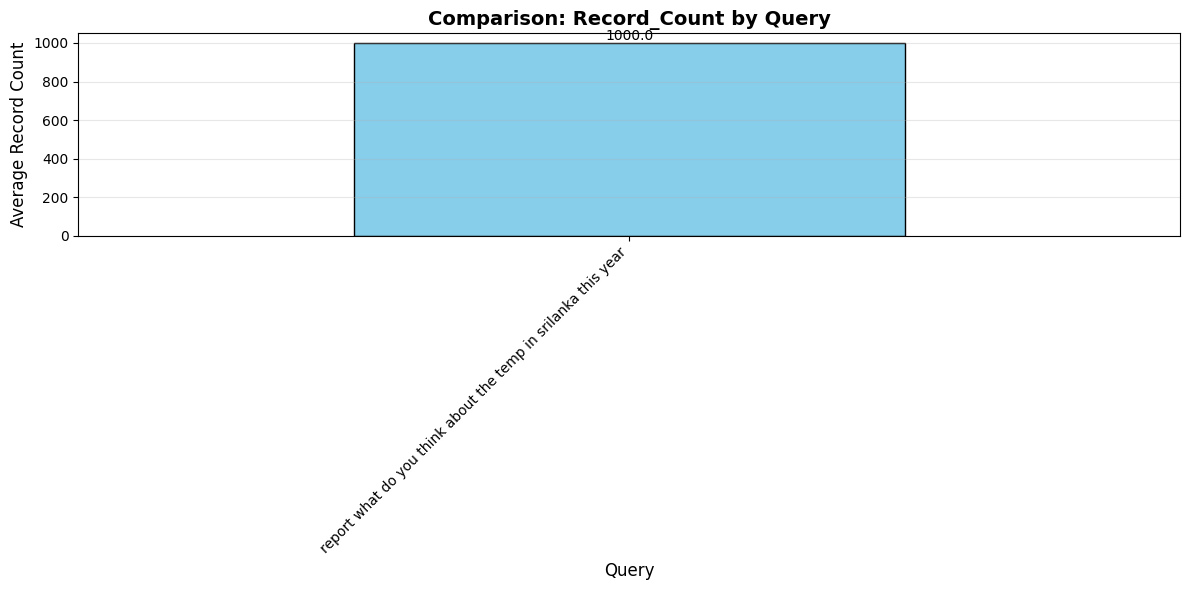 Comparison: Record_Count by Query
1000.0
Average Record Count
1000
800
600
400
200
0
report what do you think about the temp in srilanka this year
Query